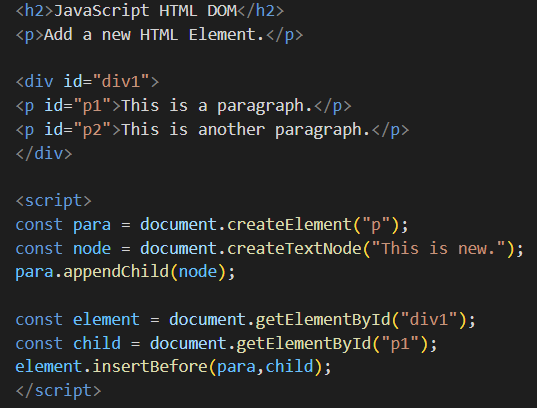 <h2>JavaScript HTML DOM</h2>
<p>Add a new HTML Element.</p>
<div id="div1">
<p id="p1">This is a paragraph.</p>
<p id="p2">This is another paragraph.</p>
</div>
<script>
const para = document.createElement("p");
const node = document.createTextNode("This is new.");
para.appendChild(node);
const element = document.getElementById("div1");
const child = document.getElementById("p1");
element.insertBefore(para,child);
</script>